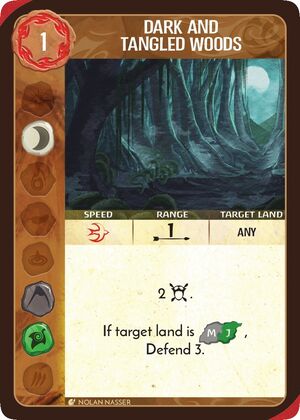 1
DARK AND
TANGLED WOODS
SPEED RANGE TARGET LAND
1 ANY
2 .
If target land is M J ,
Defend 3.
NOLAN NASSER